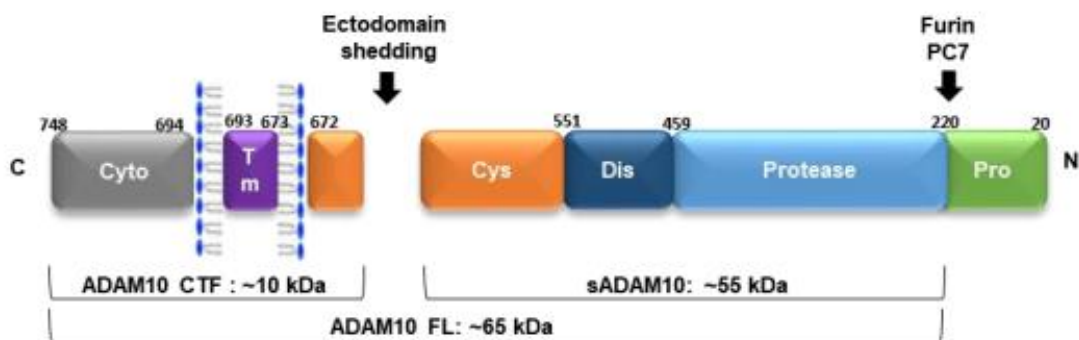 Ectodomain
shedding
Furin
PC7
748 694 693 673 672 551 459 220 20
C Cyto T Cys Dis Protease Pro N
m
ADAM10 CTF : ~10 kDa sADAM10: ~55 kDa
ADAM10 FL: ~65 kDa